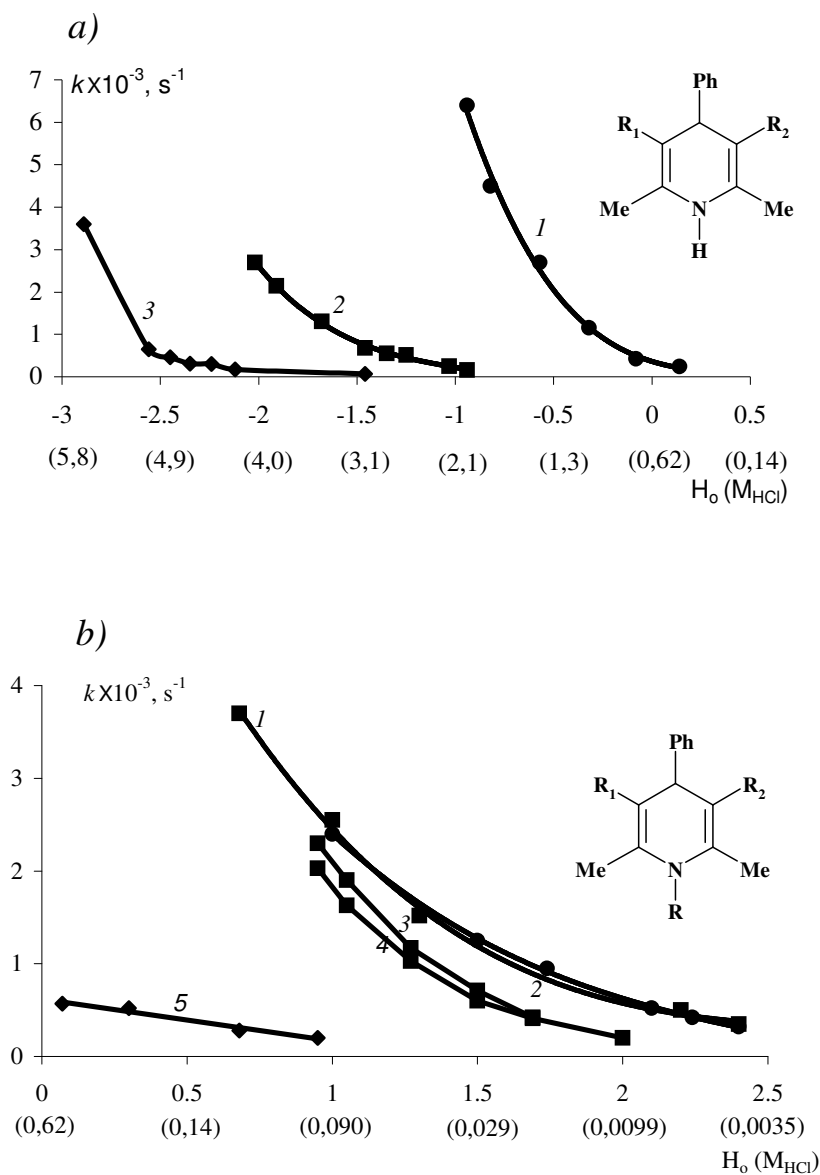 a)
k X10-3, s-1
7
6
5
4
3
2
1
0
1
2
3
Ph
R1 R2
Me N Me
H
-3 -2.5 -2 -1.5 -1 -0.5 0 0.5
(5,8) (4,9) (4,0) (3,1) (2,1) (1,3) (0,62) (0,14)
Ho (MHCl)
b)
k X10-3, s-1
4
3
2
1
0
1
3
4
2
5
Ph
R1 R2
Me N Me
R
0 0.5 1 1.5 2 2.5
(0,62) (0,14) (0,090) (0,029) (0,0099) (0,0035)
Ho (MHCl)